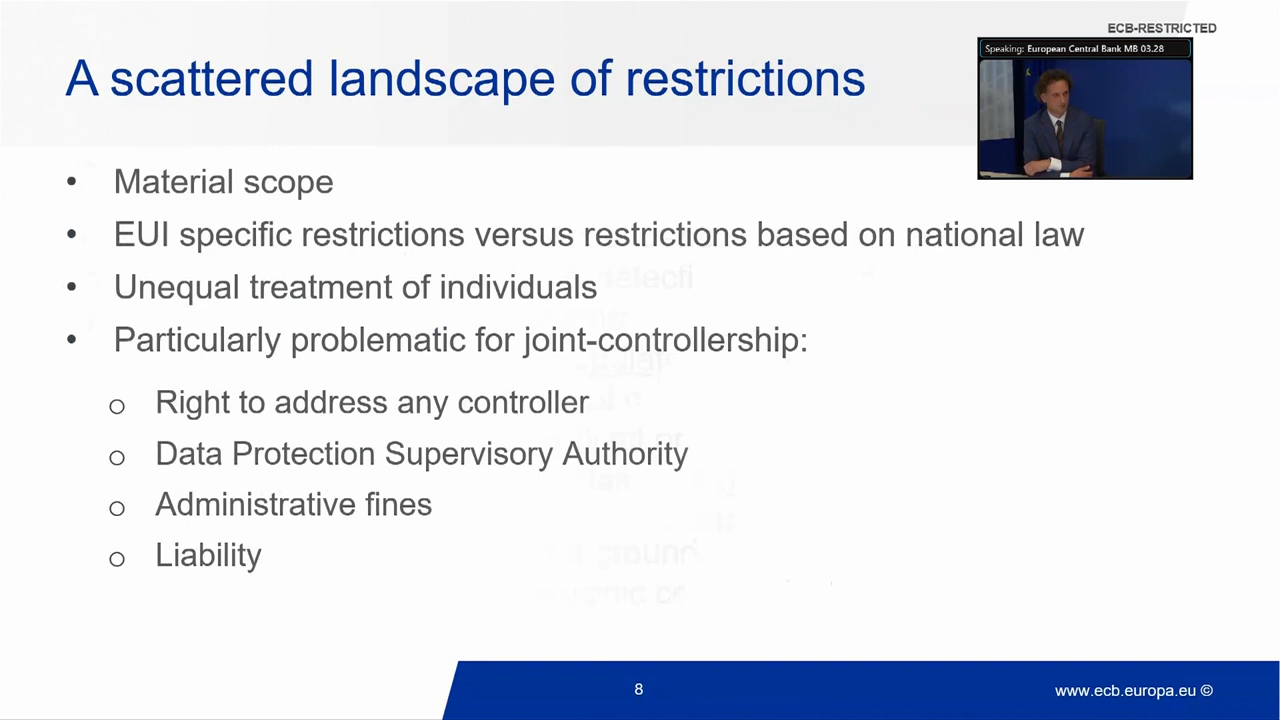 ECB-RESTRICTED
Speaking: European Central Bank MB 03.28
A scattered landscape of restrictions
• Material scope
• EUI specific restrictions versus restrictions based on national law
• Unequal treatment of individuals
• Particularly problematic for joint-controllership:
o Right to address any controller
o Data Protection Supervisory Authority
o Administrative fines
o Liability
8
www.ecb.europa.eu ©